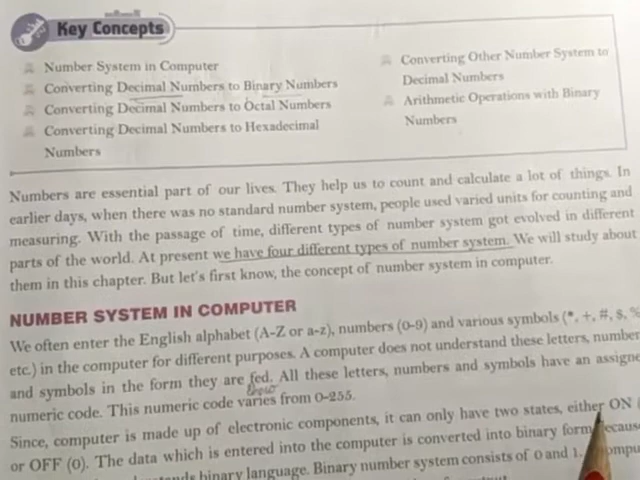 Key Concepts
Number System in Computer
Converting Decimal Numbers to Binary Numbers
Converting Decimal Numbers to Octal Numbers
Converting Decimal Numbers to Hexadecimal
Numbers
Converting Other Number System to
Decimal Numbers
Arithmetic Operations with Binary
Numbers
Numbers are essential part of our lives. They help us to count and calculate a lot of things. In
earlier days, when there was no standard number system, people used varied units for counting and
measuring. With the passage of time, different types of number system got evolved in different
parts of the world. At present we have four different types of number system. We will study about
them in this chapter. But let's first know, the concept of number system in computer.
NUMBER SYSTEM IN COMPUTER
We often enter the English alphabet (A-Z or a-z), numbers (0-9) and various symbols (*, +, #, $, %
etc.) in the computer for different purposes. A computer does not understand these letters, number
and symbols in the form they are fed. All these letters, numbers and symbols have an assigne
numeric code. This numeric code varies from 0-255.
Since, computer is made up of electronic components, it can only have two states, either ON (
or OFF (0). The data which is entered into the computer is converted into binary form ecause
binary language. Binary number system consists of 0 and 1. ompu